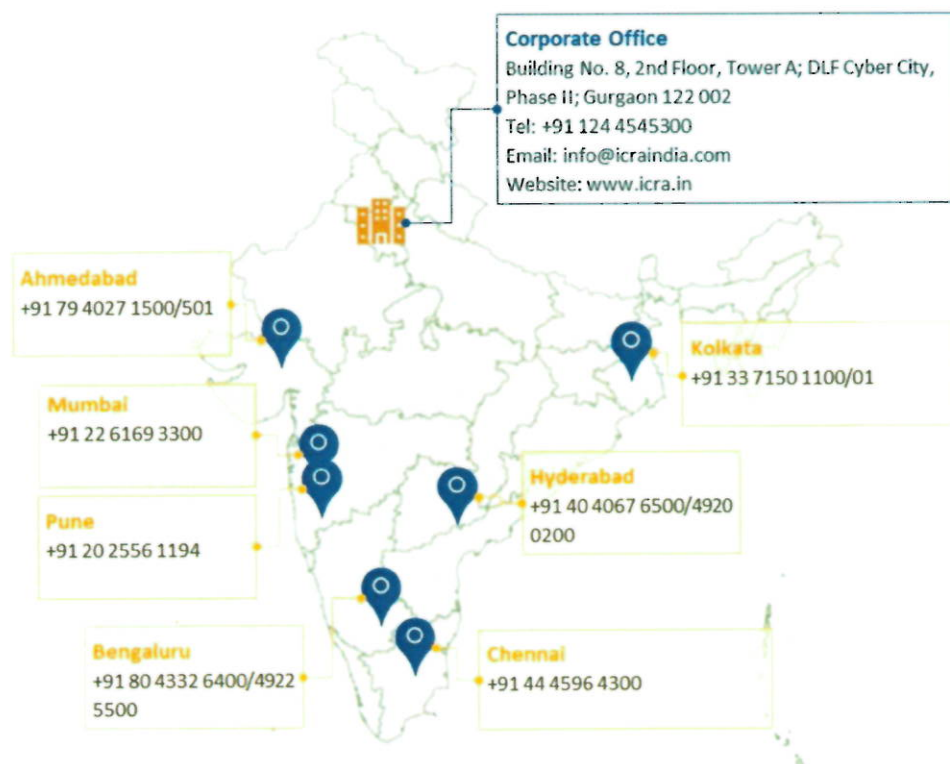 Corporate Office
Building No. 8, 2nd Floor, Tower A; DLF Cyber City,
Phase II; Gurgaon 122 002
Tel: +91 124 4545300
Email: info@icraindia.com
Website: www.icra.in
Ahmedabad
+91 79 4027 1500/501
Kolkata
+91 33 7150 1100/01
Mumbai
+91 22 6169 3300
Hyderabad
+91 40 4067 6500/4920
0200
Pune
+91 20 2556 1194
Bengaluru
+91 80 4332 6400/4922
5500
Chennai
+91 44 4596 4300